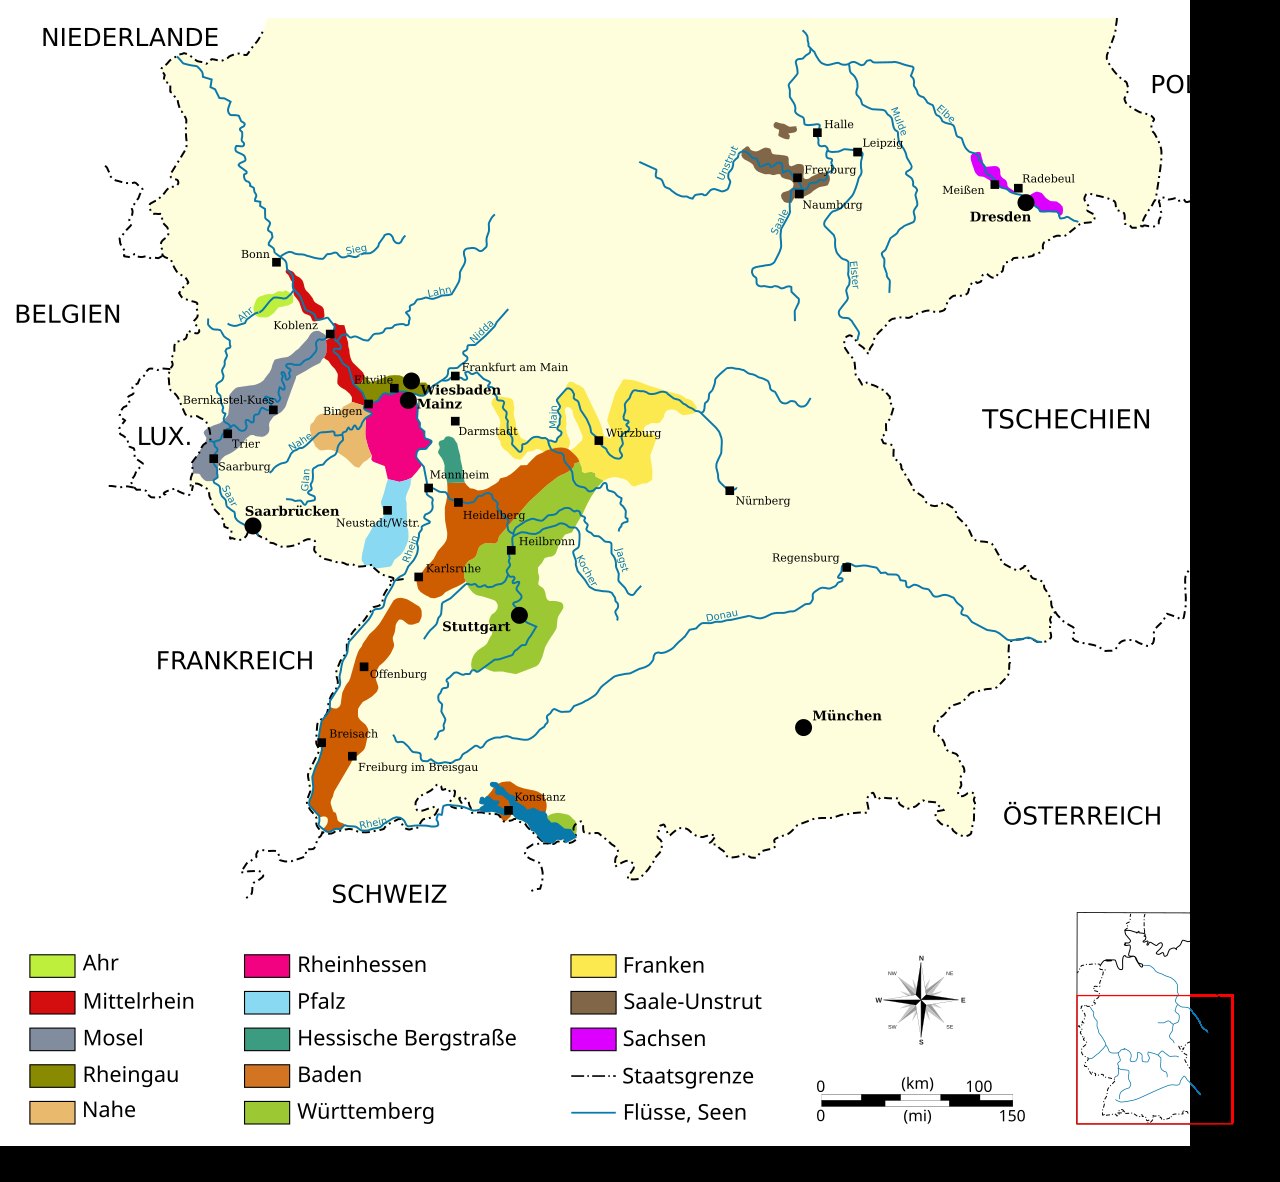 NIEDERLANDE
POL
Elbe
Mulde
Halle
Leipzig
Unstrut
Freyburg
Radebeul
Meißen
Naumburg
Dresden
Saale
Sieg
Bonn
Elster
Lahn
BELGIEN
Ahr
Koblenz
Nidda
Frankfurt am Main
Eltville
Wiesbaden
Bernkastel-Kues
Mainz
Bingen
Main
TSCHECHIEN
LUX.
Darmstadt
Würzburg
Trier
Nahe
Saarburg
Mannheim
Glan
Saar
Nürnberg
Saarbrücken
Heidelberg
Neustadt/Wstr.
Heilbronn
Rhein
Jagst
Regensburg
Karlsruhe
Kocher
Donau
Stuttgart
FRANKREICH
Offenburg
München
Breisach
Freiburg im Breisgau
Konstanz
ÖSTERREICH
Rhein
SCHWEIZ
Ahr
Mittelrhein
Mosel
Rheingau
Nahe
Rheinhessen
Pfalz
Hessische Bergstraße
Baden
Württemberg
Franken
Saale-Unstrut
Sachsen
Staatsgrenze
Flüsse, Seen
N
NW NE
W E
SW SE
S
0 (km) 100
0 (mi) 150